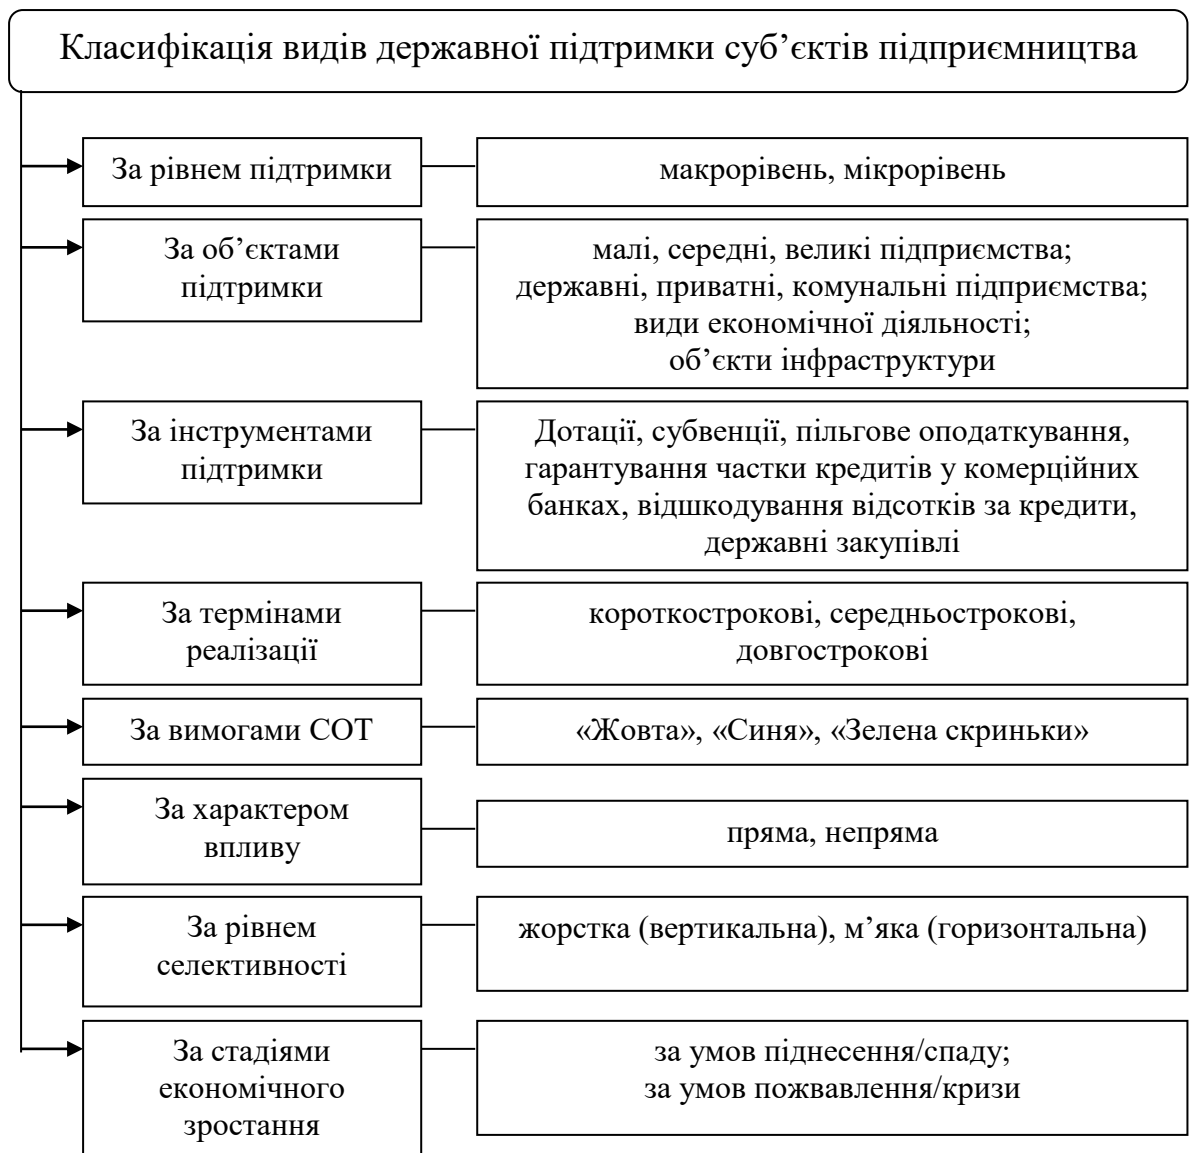 Класифікація видів державної підтримки суб’єктів підприємництва
За рівнем підтримки
макрорівень, мікрорівень
За об’єктами
підтримки
малі, середні, великі підприємства;
державні, приватні, комунальні підприємства;
види економічної діяльності;
об’єкти інфраструктури
За інструментами
підтримки
Дотації, субвенції, пільгове оподаткування,
гарантування частки кредитів у комерційних
банках, відшкодування відсотків за кредити,
державні закупівлі
За термінами
реалізації
короткострокові, середньострокові,
довгострокові
За вимогами СОТ
«Жовта», «Синя», «Зелена скриньки»
За характером
впливу
пряма, непряма
За рівнем
селективності
жорстка (вертикальна), м’яка (горизонтальна)
За стадіями
економічного
зростання
за умов піднесення/спаду;
за умов пожвавлення/кризи